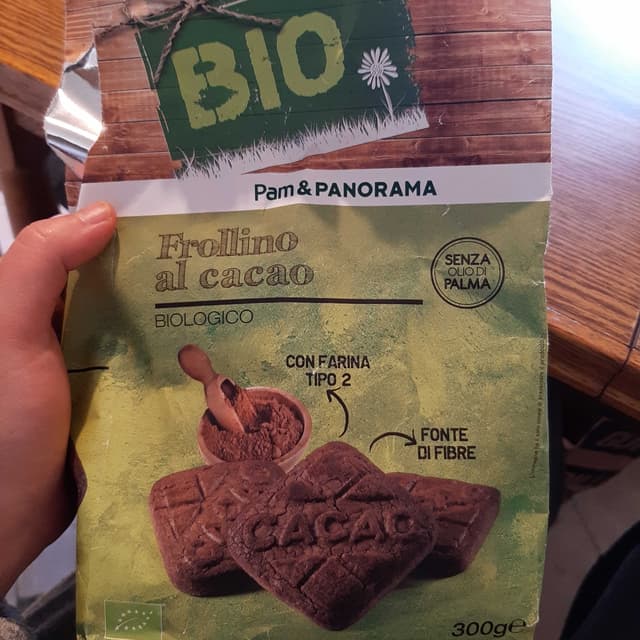 BIO
Pam&PANORAMA
Frollino
al cacao
BIOLOGICO
SENZA
OLIO DI
PALMA
CON FARINA
TIPO 2
FONTE
DI FIBRE
CACAO
300g℮